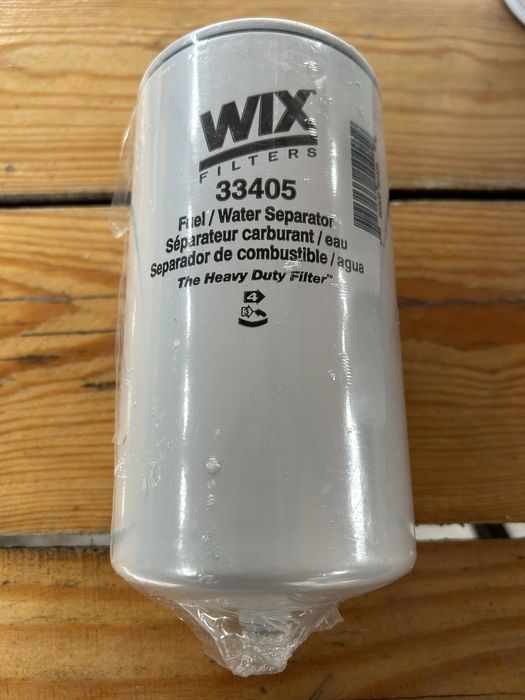 WIX
FILTERS
33405
Fuel / Water Separator
Séparateur carburant / eau
Separador de combustible / agua
The Heavy Duty Filter™
4